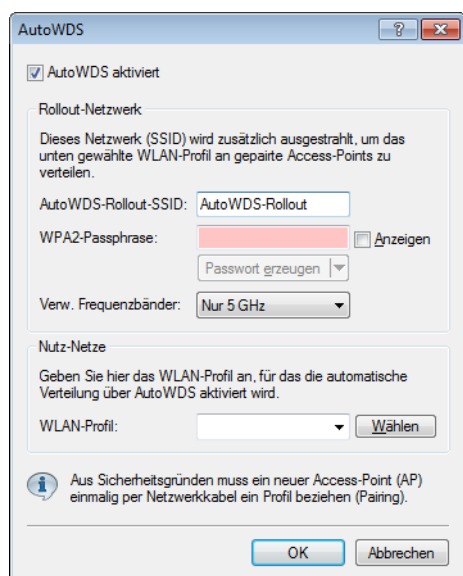 AutoWDS
AutoWDS aktiviert
Rollout-Netzwerk
Dieses Netzwerk (SSID) wird zusätzlich ausgestrahlt, um das
unten gewählte WLAN-Profil an gepairte Access-Points zu
verteilen.
AutoWDS-Rollout-SSID: AutoWDS-Rollout
WPA2-Passphrase: Anzeigen
Passwort erzeugen
Verw. Frequenzbänder: Nur 5 GHz
Nutz-Netze
Geben Sie hier das WLAN-Profil an, für das die automatische
Verteilung über AutoWDS aktiviert wird.
WLAN-Profil: Wählen
Aus Sicherheitsgründen muss ein neuer Access-Point (AP)
einmalig per Netzwerkkabel ein Profil beziehen (Pairing).
OK Abbrechen